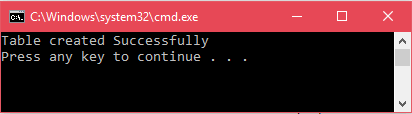 C:\Windows\system32\cmd.exe
Table created Successfully
Press any key to continue . . .